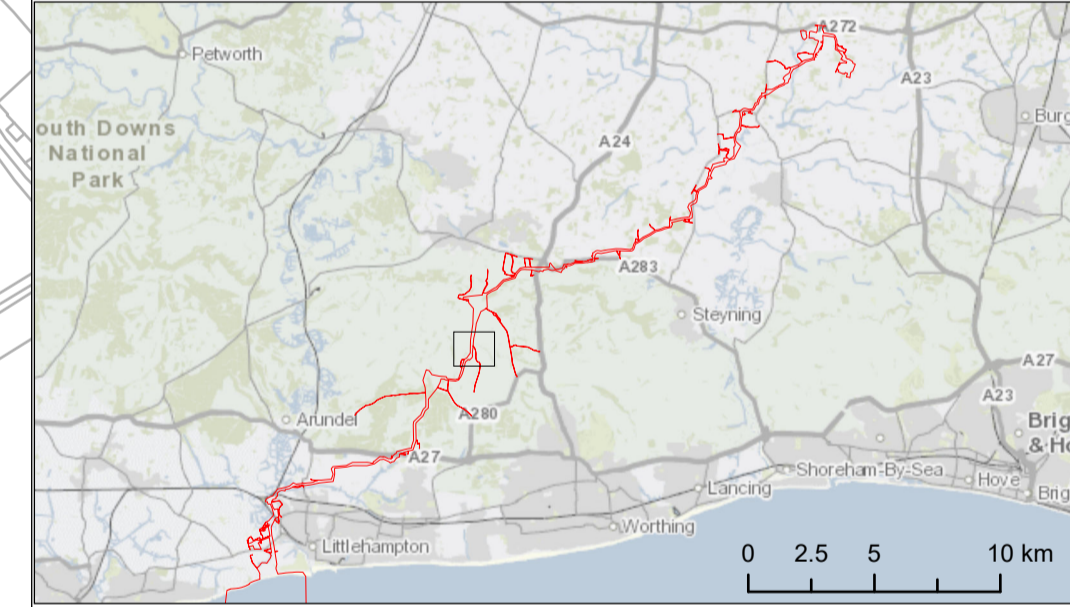 A272
Petworth
A23
Burg
outh Downs
National
Park
A24
A283
Steyning
A27
A23
Arundel
A280
Brig
& Ho
A27
Shoreham-By-Sea
Hove
Brig
Lancing
Worthing
Littlehampton
0 2.5 5 10 km